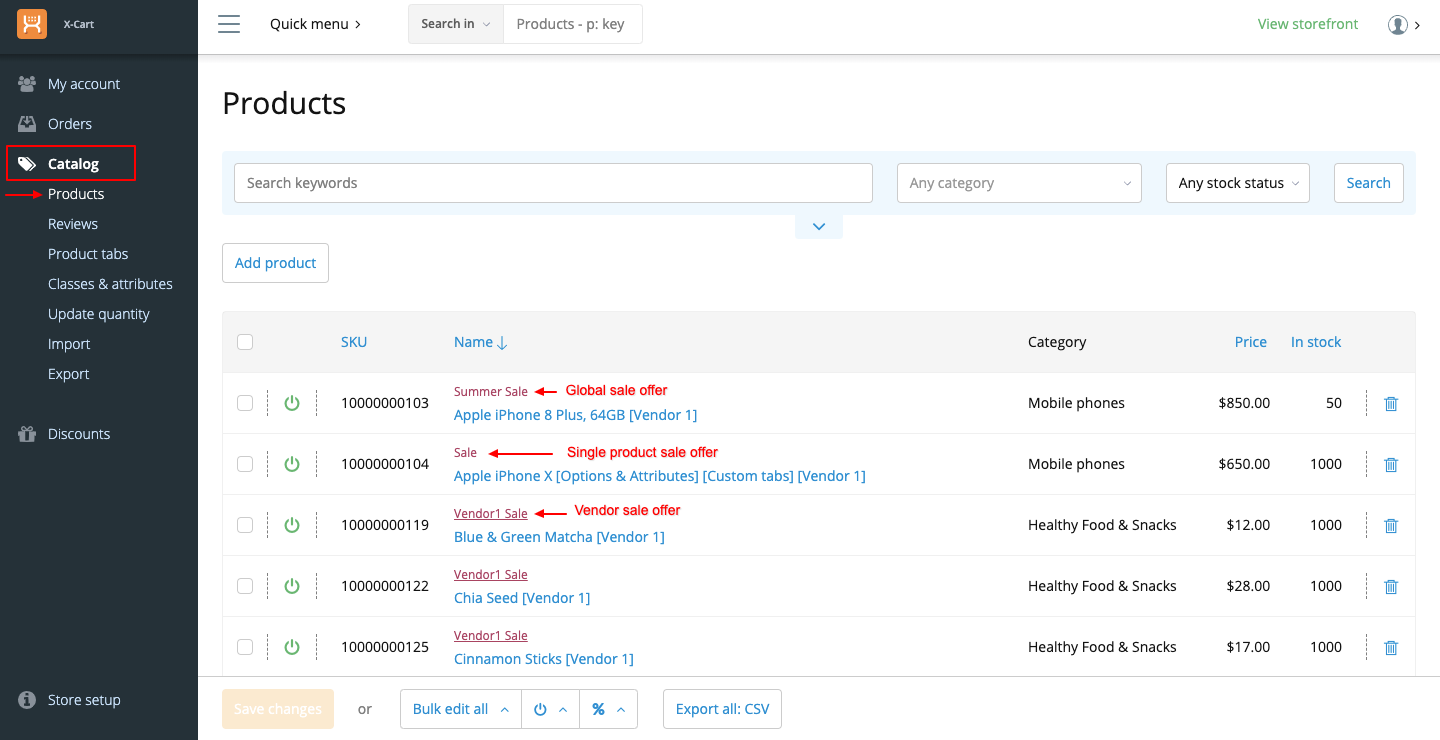 X-Cart
Quick menu
Search in
Products - p: key
View storefront
My account
Orders
Catalog
Products
Reviews
Product tabs
Classes & attributes
Update quantity
Import
Export
Discounts
Store setup
Products
Search keywords
Any category
Any stock status
Search
Add product
SKU Name Category Price In stock
Summer Sale Global sale offer
10000000103 Apple iPhone 8 Plus, 64GB [Vendor 1] Mobile phones $850.00 50
Sale Single product sale offer
10000000104 Apple iPhone X [Options & Attributes] [Custom tabs] [Vendor 1] Mobile phones $650.00 1000
Vendor1 Sale Vendor sale offer
10000000119 Blue & Green Matcha [Vendor 1] Healthy Food & Snacks $12.00 1000
Vendor1 Sale
10000000122 Chia Seed [Vendor 1] Healthy Food & Snacks $28.00 1000
Vendor1 Sale
10000000125 Cinnamon Sticks [Vendor 1] Healthy Food & Snacks $17.00 1000
Save changes or Bulk edit all % Export all: CSV